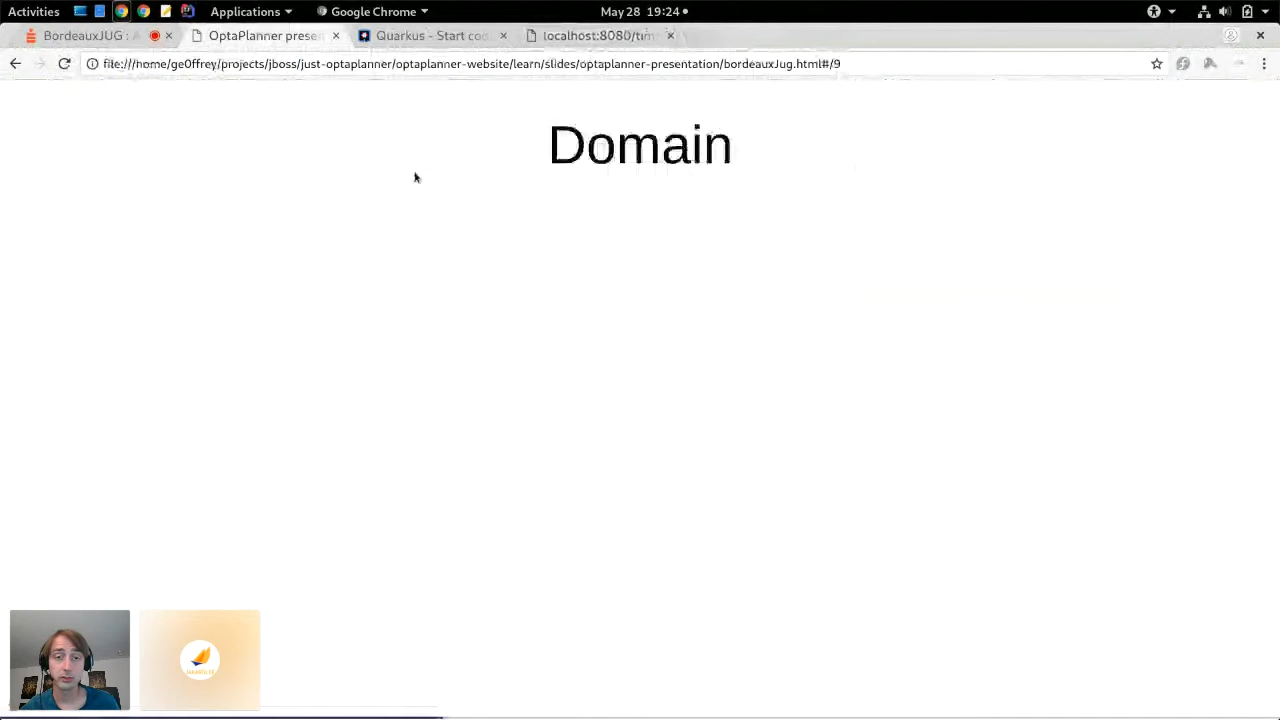 Activities
Applications
Google Chrome
May 28 19:24
BordeauxJUG :
OptaPlanner prese
Quarkus - Start co
localhost:8080/tim
file:///home/ge0ffrey/projects/jboss/just-optaplanner/optaplanner-website/learn/slides/optaplanner-presentation/bordeauxJug.html#/9
Domain